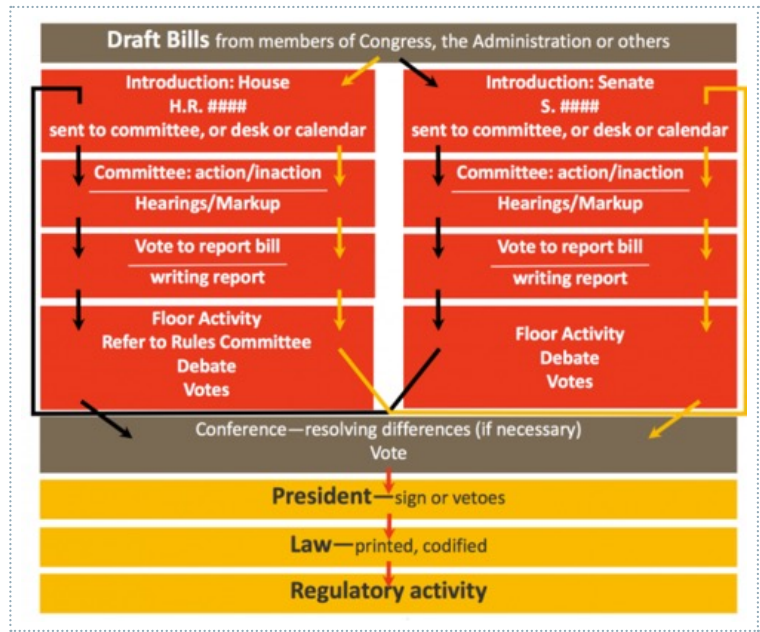 Draft Bills from members of Congress, the Administration or others
Introduction: House
H.R. ####
sent to committee, or desk or calendar
Committee: action/inaction
Hearings/Markup
Vote to report bill
writing report
Floor Activity
Refer to Rules Committee
Debate
Votes
Introduction: Senate
S. ####
sent to committee, or desk or calendar
Committee: action/inaction
Hearings/Markup
Vote to report bill
writing report
Floor Activity
Debate
Votes
Conference—resolving differences (if necessary)
Vote
President—sign or vetoes
Law—printed, codified
Regulatory activity